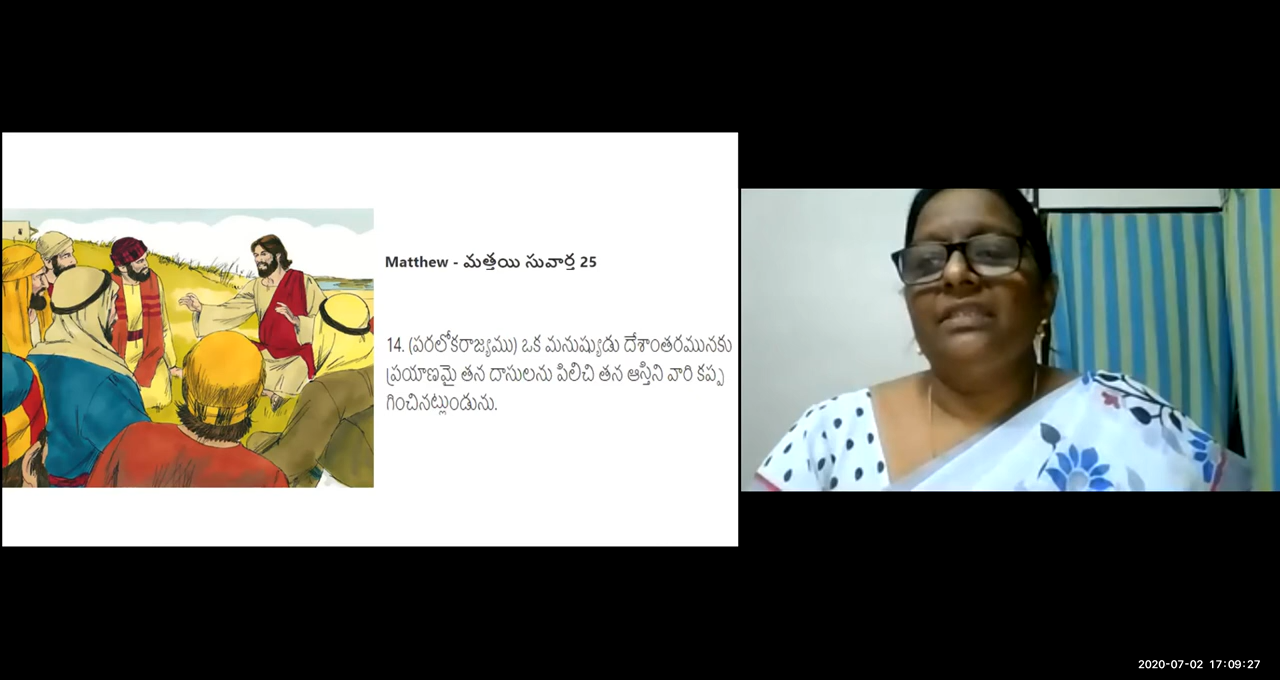 Matthew - మత్తయి సువార్త 25
14. (పరలోకరాజ్యము) ఒక మనుష్యుడు దేశాంతరమునకు
ప్రయాణమై తన దాసులను పిలిచి తన ఆస్తిని వారి కప్ప
గించినట్లుండును.
2020-07-02 17:09:27